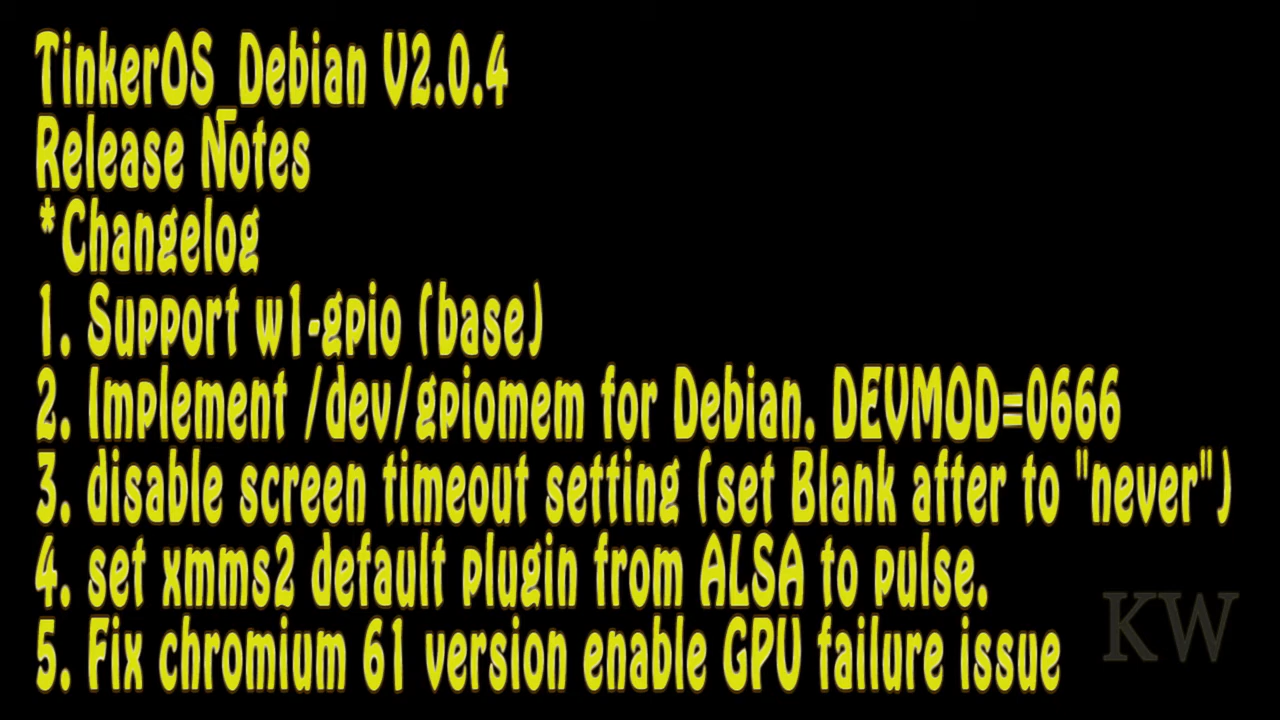 TinkerOS_Debian V2.0.4
Release Notes
*Changelog
1. Support w1-gpio (base)
2. Implement /dev/gpiomem for Debian. DEVMOD=0666
3. disable screen timeout setting (set Blank after to "never")
4. set xmms2 default plugin from ALSA to pulse.
5. Fix chromium 61 version enable GPU failure issue
KW